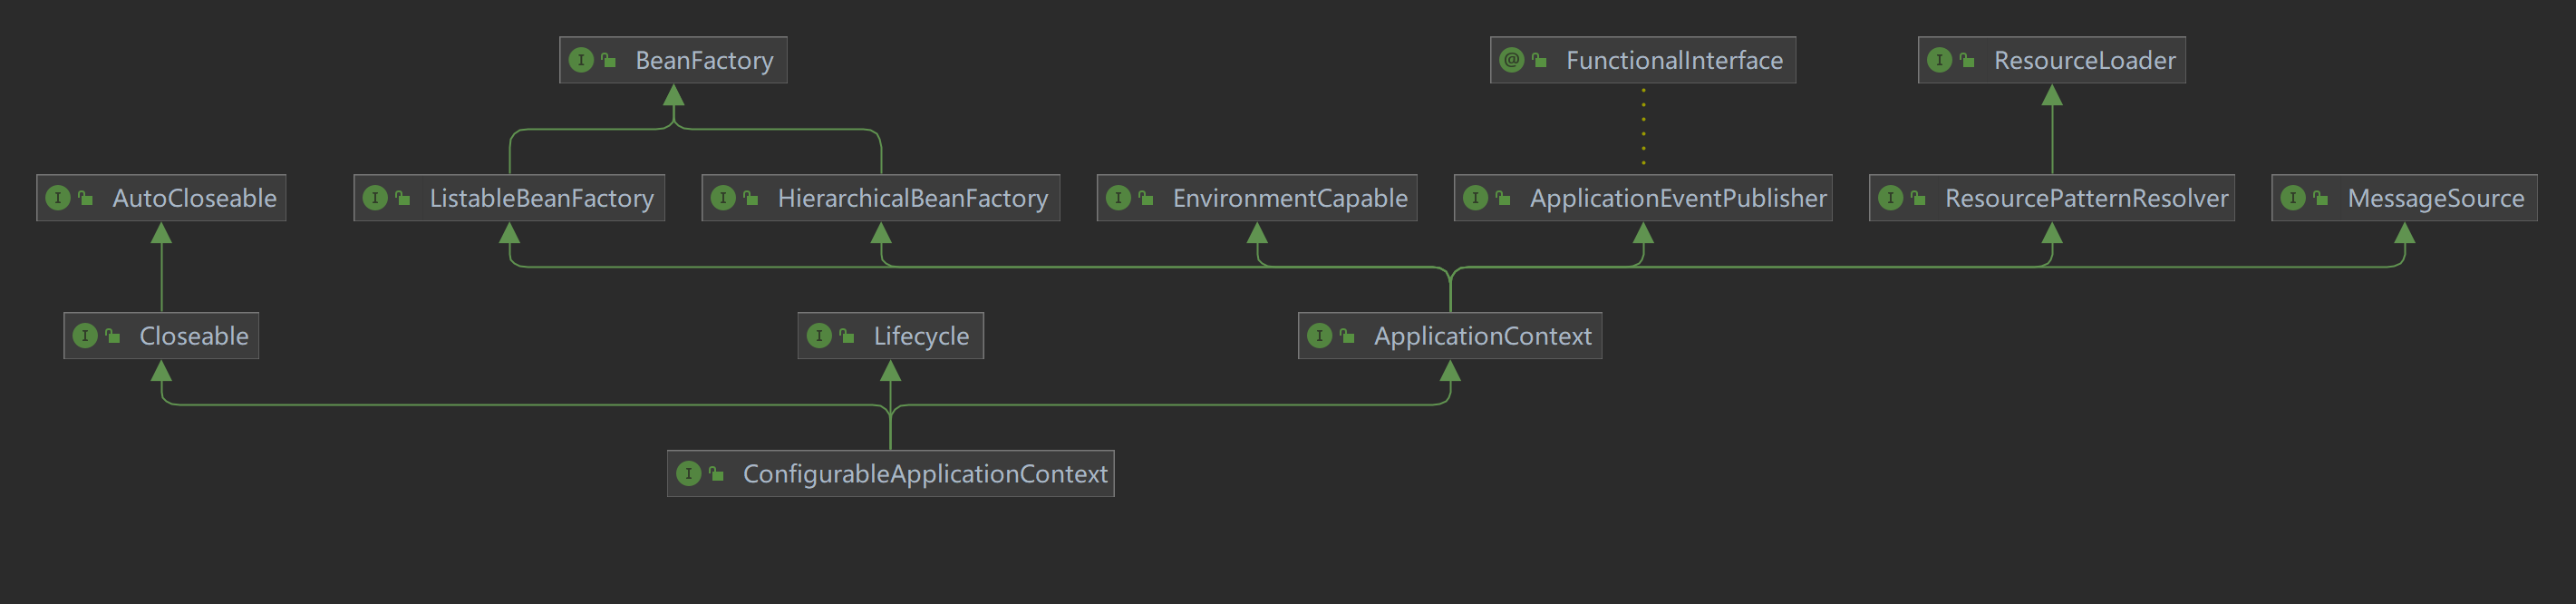 BeanFactory
FunctionalInterface
ResourceLoader
AutoCloseable
ListableBeanFactory
HierarchicalBeanFactory
EnvironmentCapable
ApplicationEventPublisher
ResourcePatternResolver
MessageSource
Closeable
Lifecycle
ApplicationContext
ConfigurableApplicationContext